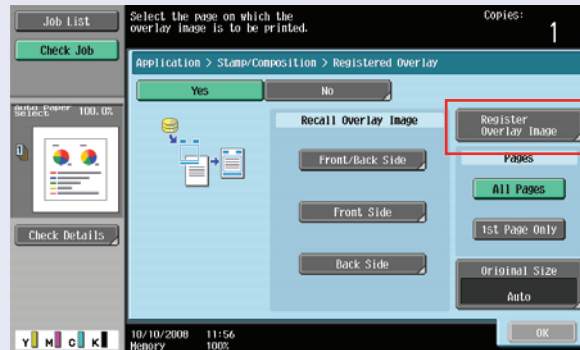 Job List
Check Job
Auto Paper Select 100.0%
Check Details
Y M C K
Select the page on which the
overlay image is to be printed.
Copies:
1
Application > Stamp/Composition > Registered Overlay
Yes
No
Recall Overlay Image
Front/Back Side
Front Side
Back Side
Register
Overlay Image
Pages
All Pages
1st Page Only
Original Size
Auto
OK
10/10/2008 11:56
Memory 100%